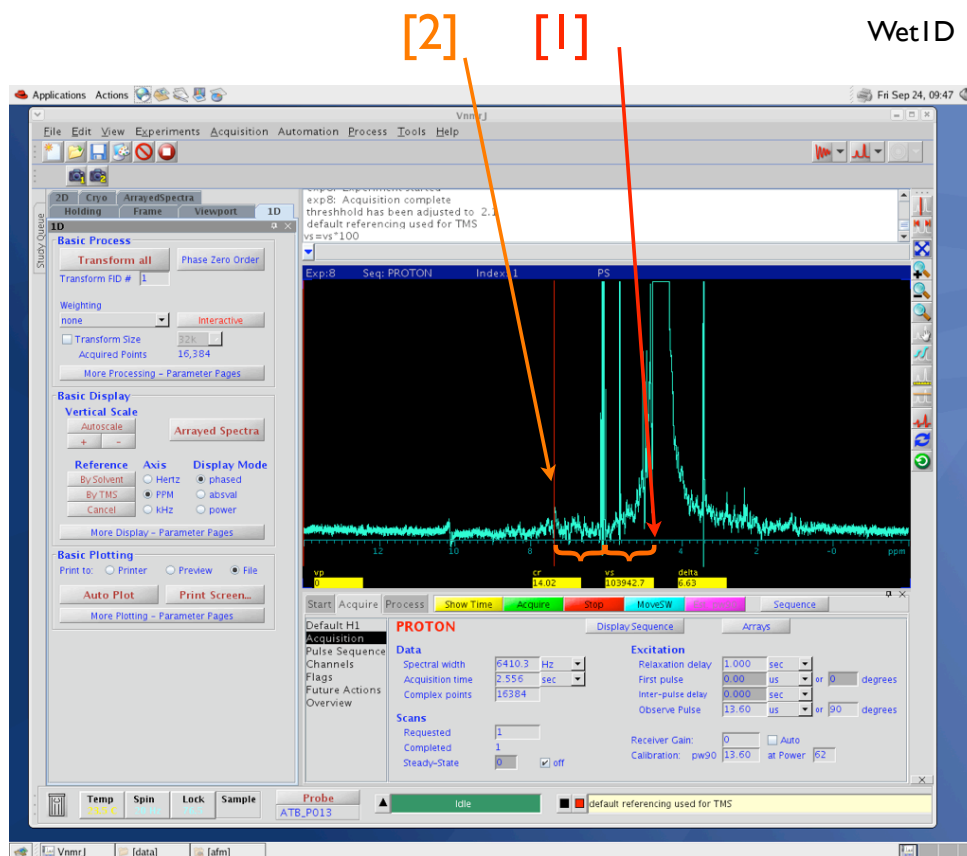 [2] [1] Wet1D
Applications Actions Fri Sep 24, 09:47
VnmrJ
File Edit View Experiments Acquisition Automation Process Tools Help
Study Queue
2D Cryo ArrayedSpectra
Holding Frame Viewport 1D
1D
Basic Process
Transform all Phase Zero Order
Transform FID # 1
Weighting
none Interactive
Transform Size 32k
Acquired Points 16,384
More Processing – Parameter Pages
Basic Display
Vertical Scale
Autoscale
+ -
Arrayed Spectra
Reference Axis Display Mode
By Solvent Hertz phased
By TMS PPM absval
Cancel kHz power
More Display – Parameter Pages
Basic Plotting
Print to: Printer Preview File
Auto Plot Print Screen...
More Plotting – Parameter Pages
exp8: Experiment started
exp8: Acquisition complete
threshhold has been adjusted to 2.1
default referencing used for TMS
vs=vs*100
Exp:8 Seq: PROTON Index: 1 PS
12 10 8 4 2 -0 ppm
vp cr vs delta
0 14.02 103942.7 6.63
Start Acquire Process Show Time Acquire Stop MoveSW Sequence
Default H1
Acquisition
Pulse Sequence
Channels
Flags
Future Actions
Overview
PROTON Display Sequence Arrays
Data
Spectral width 6410.3 Hz
Acquisition time 2.556 sec
Complex points 16384
Scans
Requested 1
Completed 1
Steady-State 0 off
Excitation
Relaxation delay 1.000 sec
First pulse 0.00 us or 0 degrees
Inter-pulse delay 0.000 sec
Observe Pulse 13.60 us or 90 degrees
Receiver Gain: 0 Auto
Calibration: pw90 13.60 at Power 62
Temp Spin Lock Sample
Probe
ATB_P013
Idle
default referencing used for TMS
VnmrJ [data] [afm]